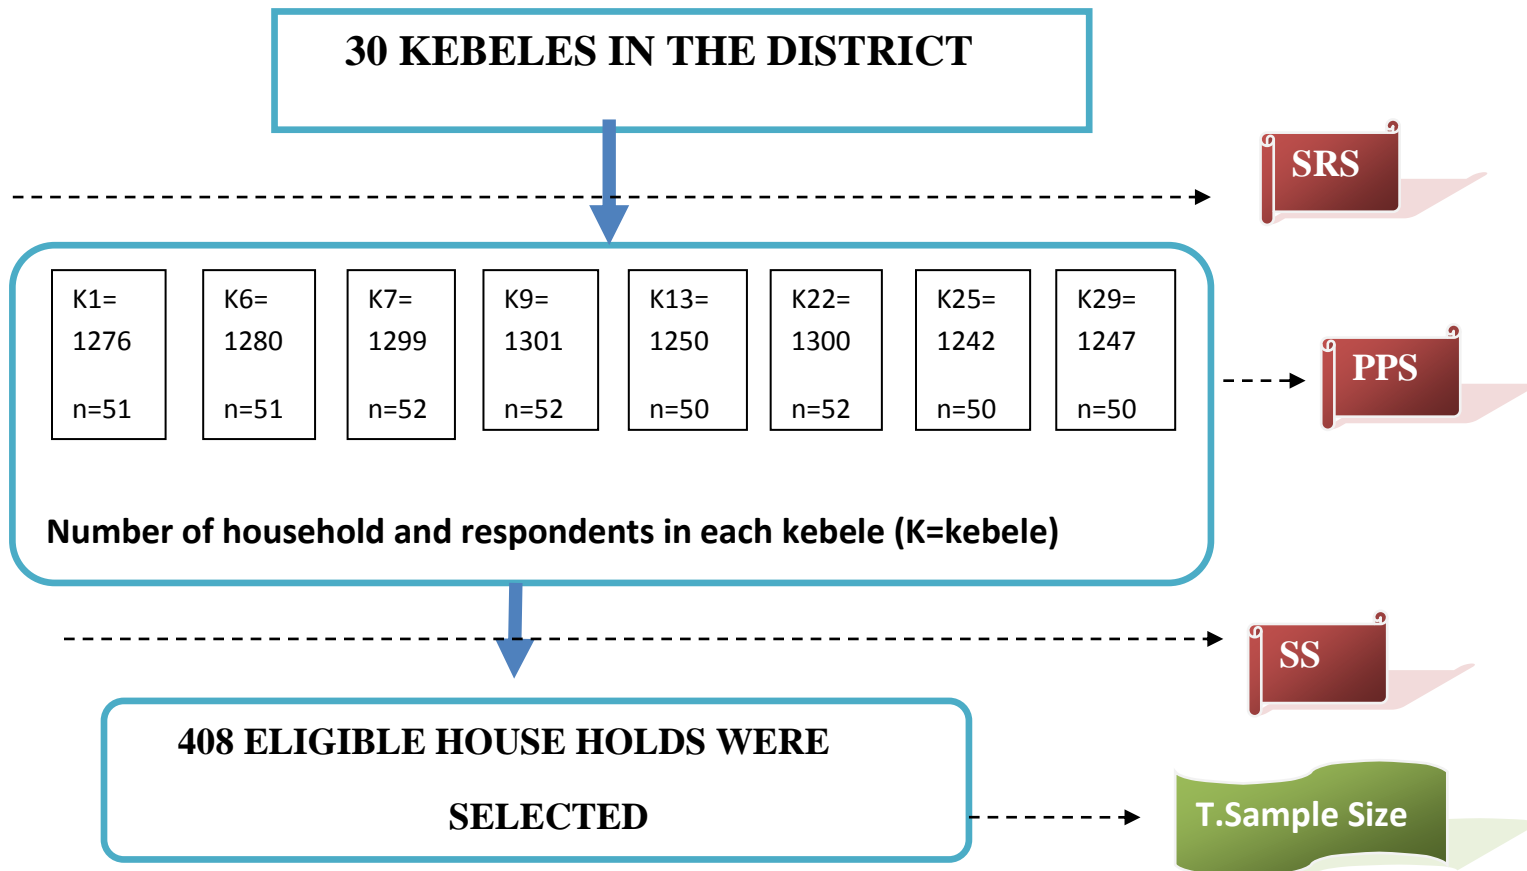 30 KEBELES IN THE DISTRICT
SRS
K1=
1276
n=51
K6=
1280
n=51
K7=
1299
n=52
K9=
1301
n=52
K13=
1250
n=50
K22=
1300
n=52
K25=
1242
n=50
K29=
1247
n=50
PPS
Number of household and respondents in each kebele (K=kebele)
SS
408 ELIGIBLE HOUSE HOLDS WERE
SELECTED
T.Sample Size